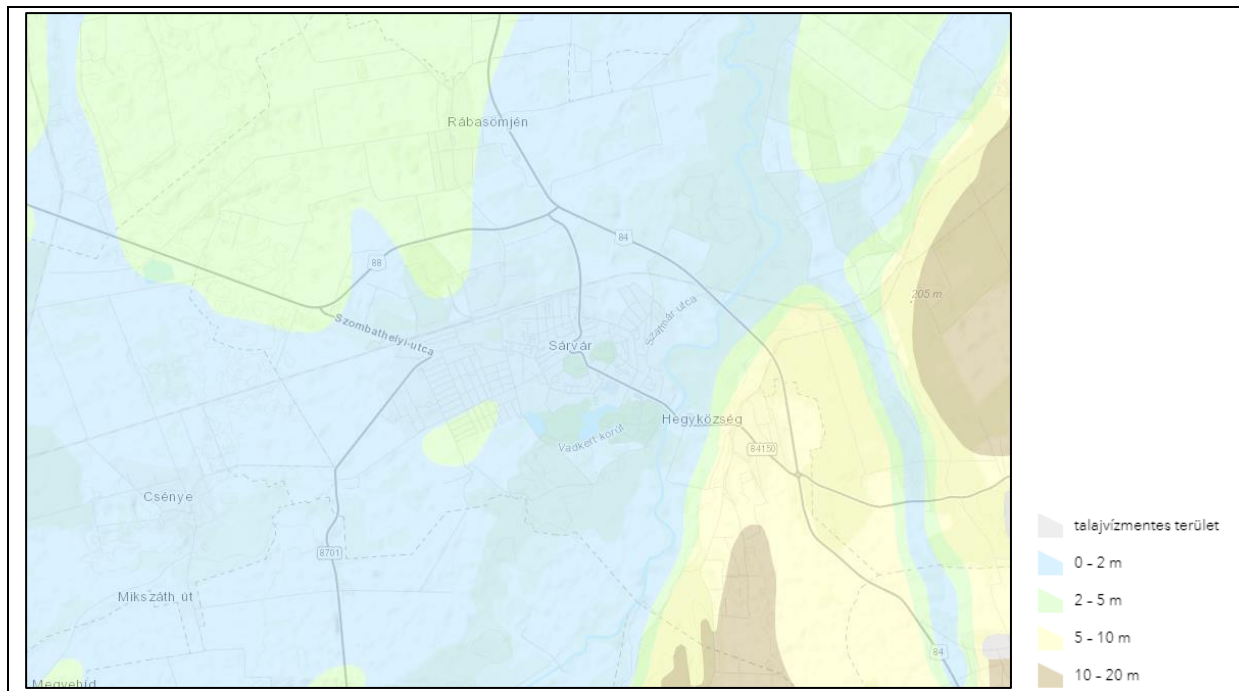 Rábasömjén
84
88
205 m
Szombathelyi utca
Szatmár utca
Sárvár
Hegyközség
Vadkert körút
84150
Csénye
8701
Mikszáth út
84
Megyehíd
talajvízmentes terület
0 - 2 m
2 - 5 m
5 - 10 m
10 - 20 m